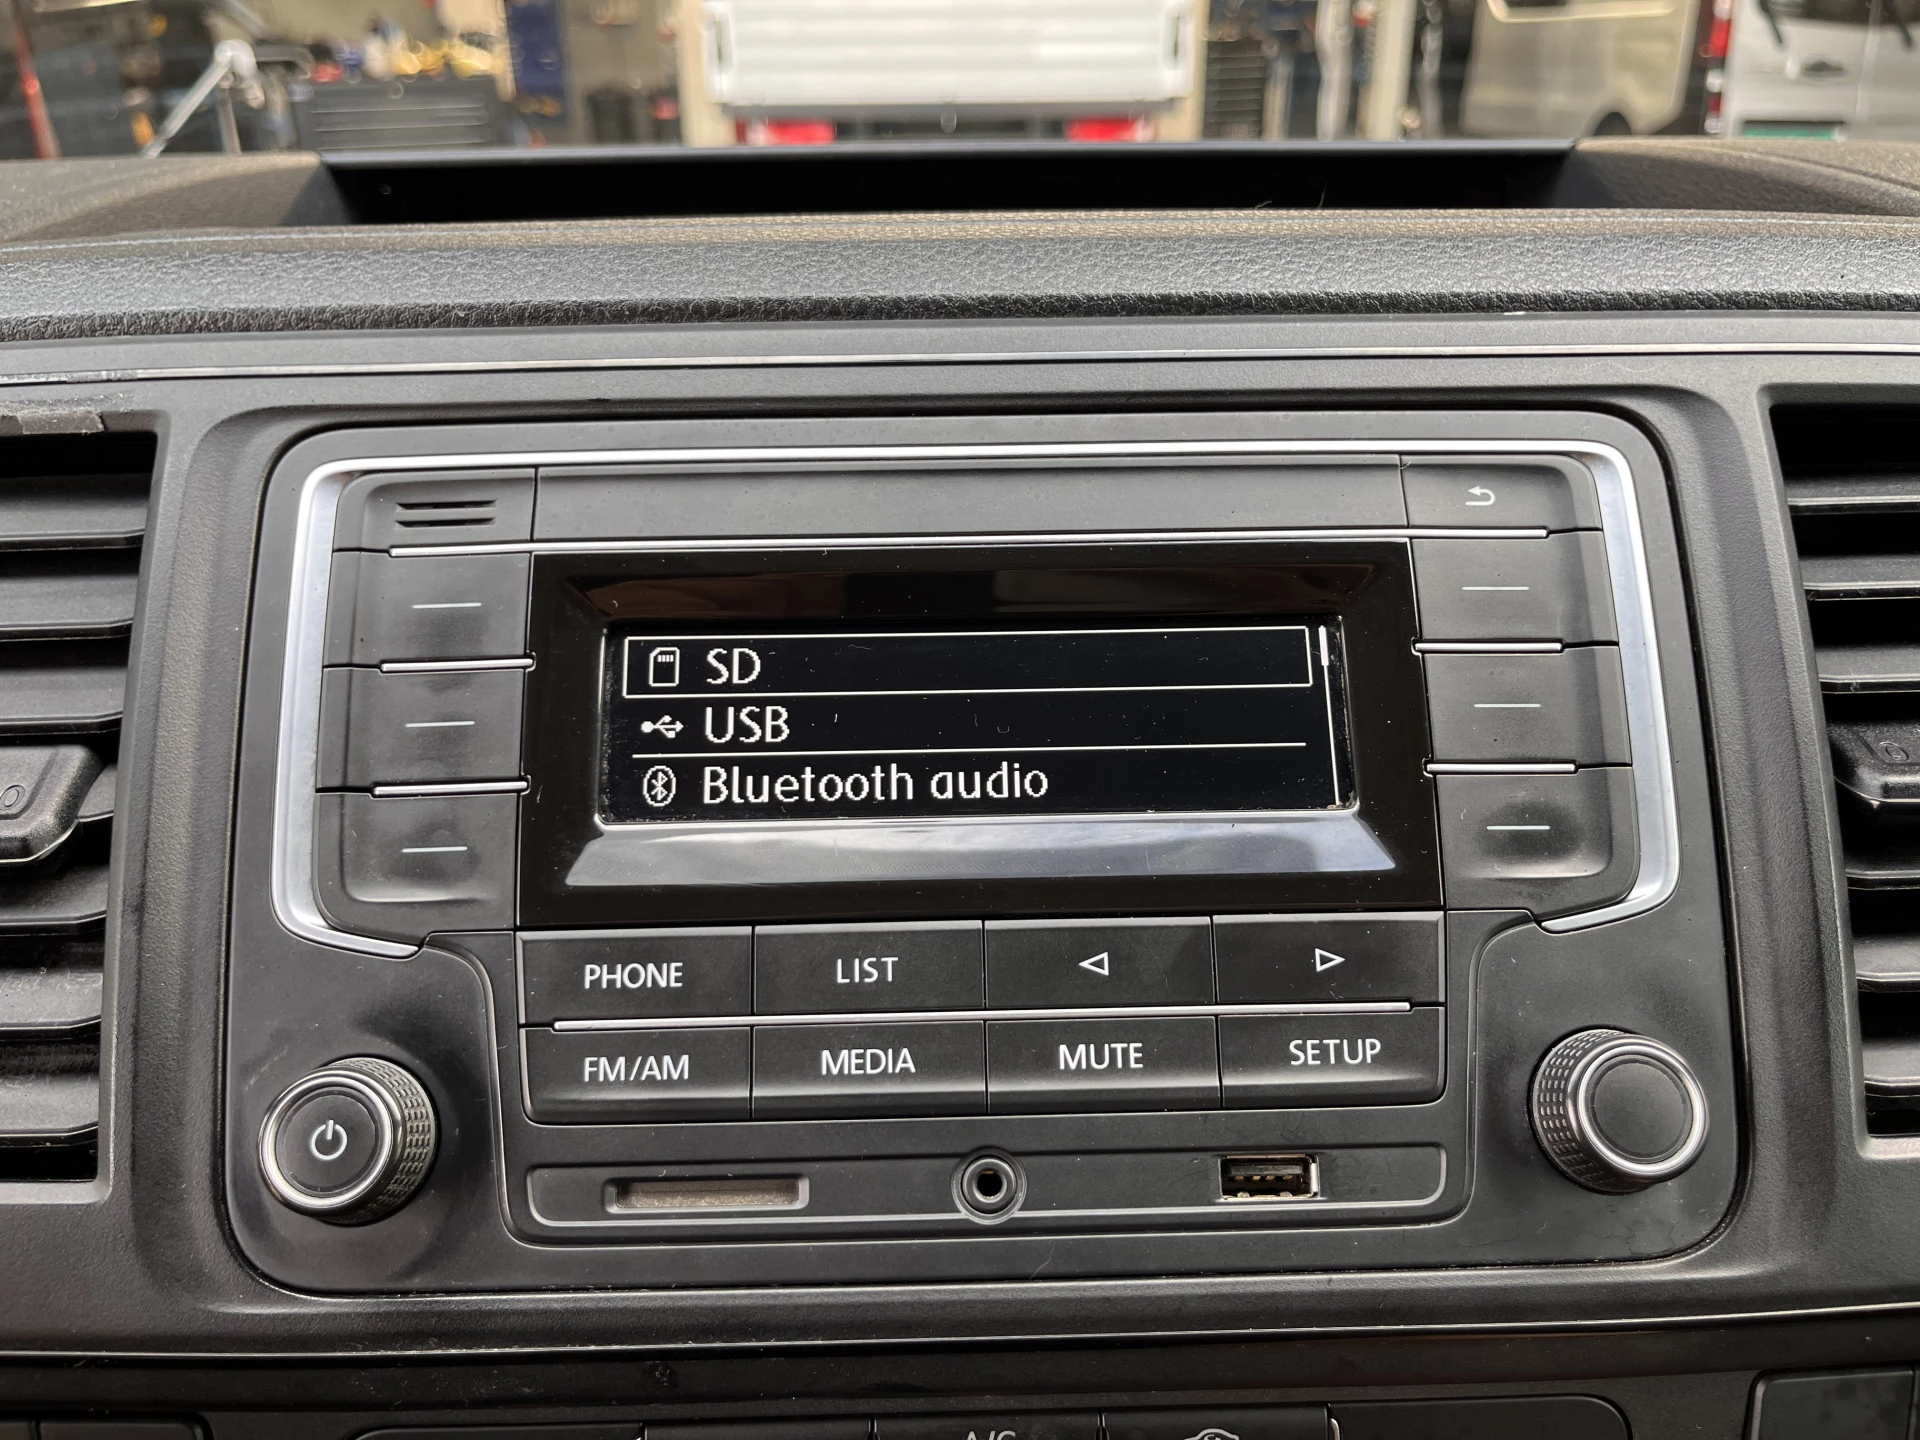 SD
USB
Bluetooth audio
PHONE
LIST
FM/AM
MEDIA
MUTE
SETUP
A/C